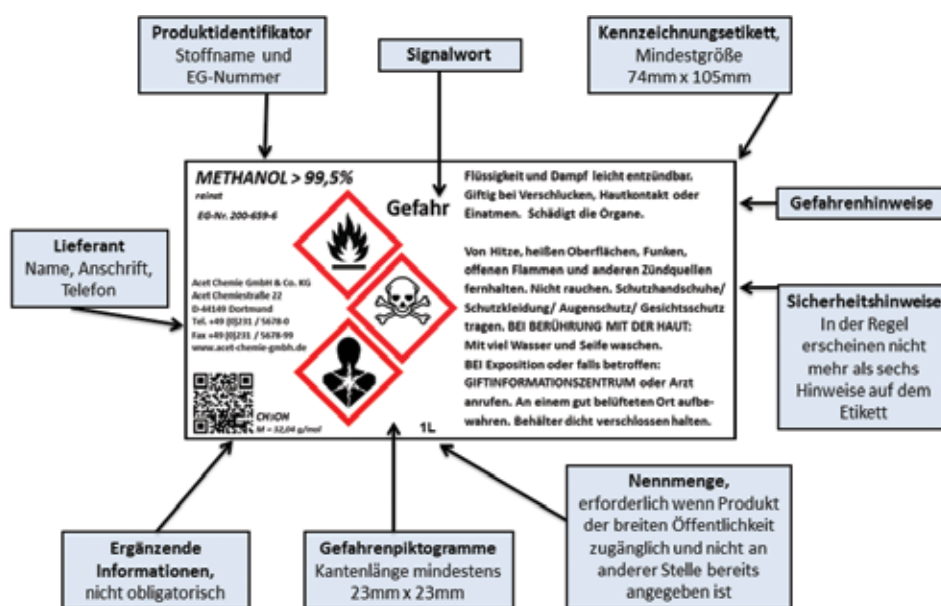 Produktidentifikator
Stoffname und
EG-Nummer
Signalwort
Kennzeichnungsetikett,
Mindestgröße
74mm x 105mm
METHANOL > 99,5%
reinst
EG-Nr. 200-659-6
Gefahr
Flüssigkeit und Dampf leicht entzündbar.
Giftig bei Verschlucken, Hautkontakt oder
Einatmen. Schädigt die Organe.
Gefahrenhinweise
Lieferant
Name, Anschrift,
Telefon
Acet Chemie GmbH & Co. KG
Acet Chemiestraße 22
D-44149 Dortmund
Tel. +49 (0)231 / 5678-0
Fax +49 (0)231 / 5678-99
www.acet-chemie-gmbh.de
Von Hitze, heißen Oberflächen, Funken,
offenen Flammen und anderen Zündquellen
fernhalten. Nicht rauchen. Schutzhandschuhe/
Schutzkleidung/ Augenschutz/ Gesichtsschutz
tragen. BEI BERÜHRUNG MIT DER HAUT:
Mit viel Wasser und Seife waschen.
BEI Exposition oder falls betroffen:
GIFTINFORMATIONSZENTRUM oder Arzt
anrufen. An einem gut belüfteten Ort aufbe-
wahren. Behälter dicht verschlossen halten.
Sicherheitshinweise
In der Regel
erscheinen nicht
mehr als sechs
Hinweise auf dem
Etikett
CH3OH
M = 32,04 g/mol
1L
Ergänzende
Informationen,
nicht obligatorisch
Gefahrenpiktogramme
Kantenlänge mindestens
23mm x 23mm
Nennmenge,
erforderlich wenn Produkt
der breiten Öffentlichkeit
zugänglich und nicht an
anderer Stelle bereits
angegeben ist